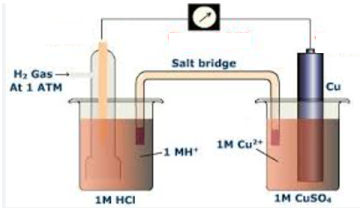 Salt bridge
H₂ Gas
At 1 ATM
Cu
1 MH⁺
1M Cu²⁺
1M HCl
1M CuSO₄